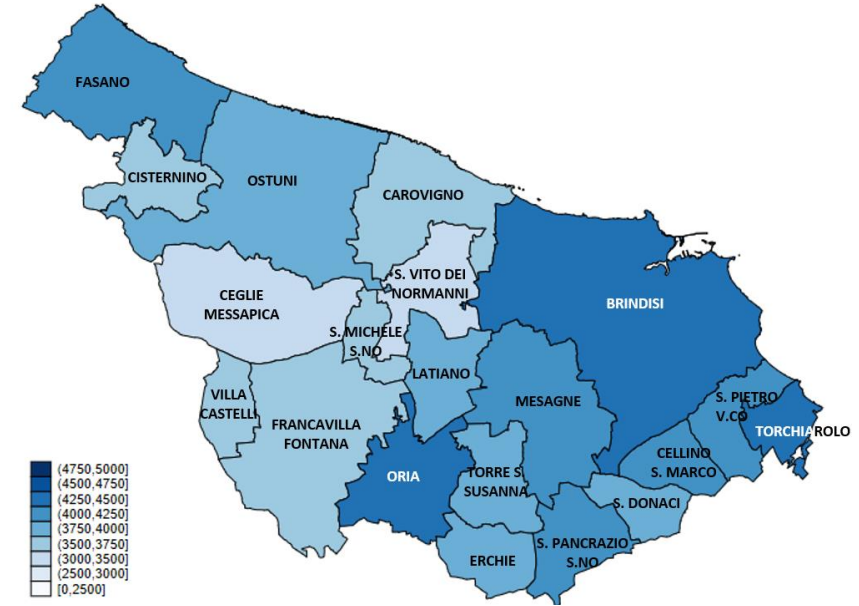 FASANO
CISTERNINO
OSTUNI
CAROVIGNO
S. VITO DEI
NORMANNI
CEGLIE
MESSAPICA
BRINDISI
S. MICHELE
S.NO
LATIANO
VILLA
CASTELLI
MESAGNE
S. PIETRO
V.CO
FRANCAVILLA
FONTANA
TORCHIAROLO
CELLINO
S. MARCO
ORIA
TORRE S.
SUSANNA
S. DONACI
S. PANCRAZIO
S.NO
ERCHIE
(4750,5000]
(4500,4750]
(4250,4500]
(4000,4250]
(3750,4000]
(3500,3750]
(3000,3500]
(2500,3000]
[0,2500]